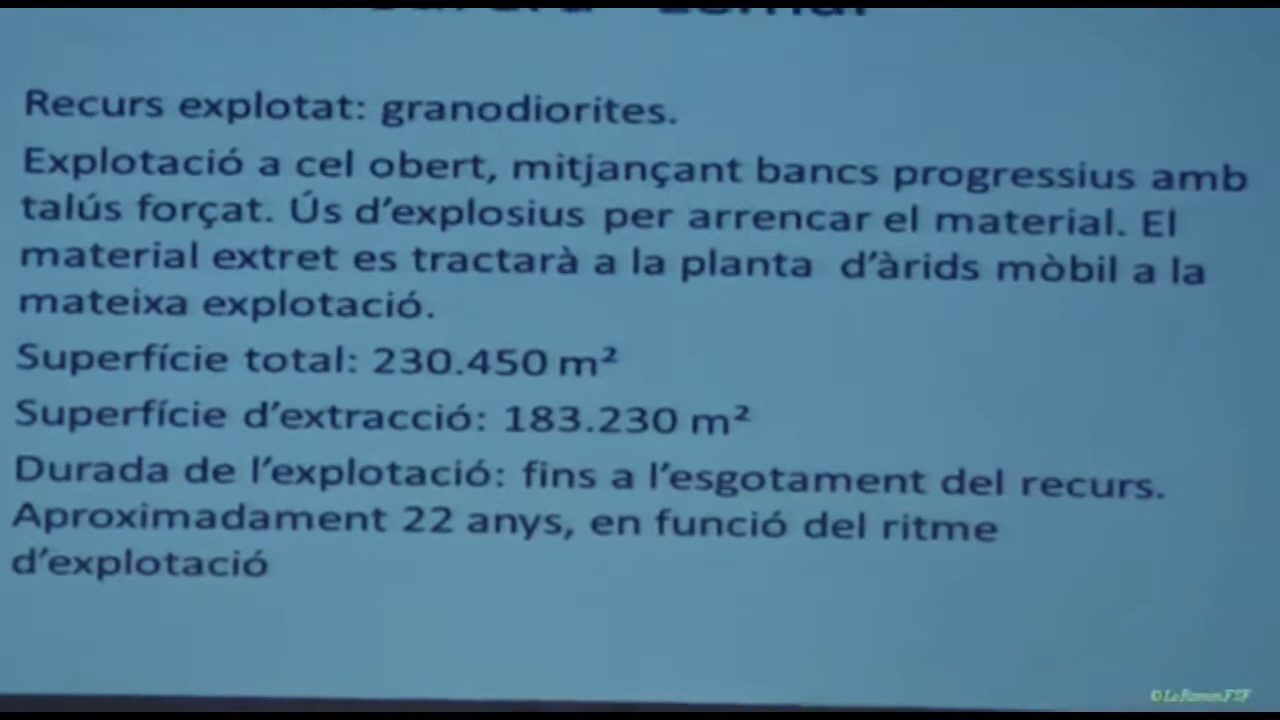 Recurs explotat: granodiorites.
Explotació a cel obert, mitjançant bancs progressius amb
talús forçat. Ús d’explosius per arrencar el material. El
material extret es tractarà a la planta d’àrids mòbil a la
mateixa explotació.
Superfície total: 230.450 m²
Superfície d’extracció: 183.230 m²
Durada de l’explotació: fins a l’esgotament del recurs.
Aproximadament 22 anys, en funció del ritme
d’explotació